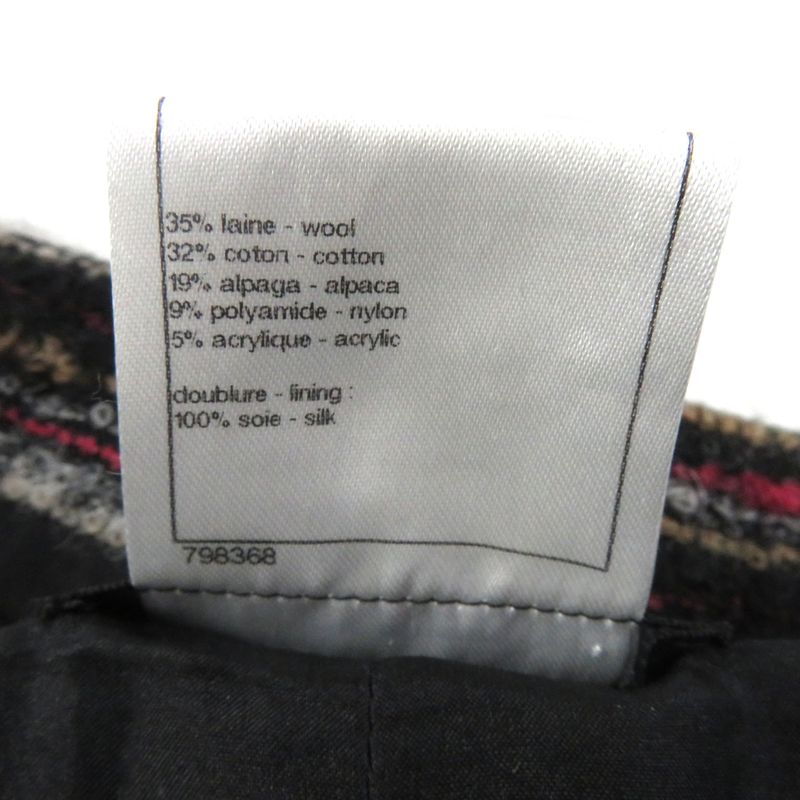 35% laine - wool
32% coton - cotton
19% alpaga - alpaca
9% polyamide - nylon
5% acrylique - acrylic
doublure - lining :
100% soie - silk
798368